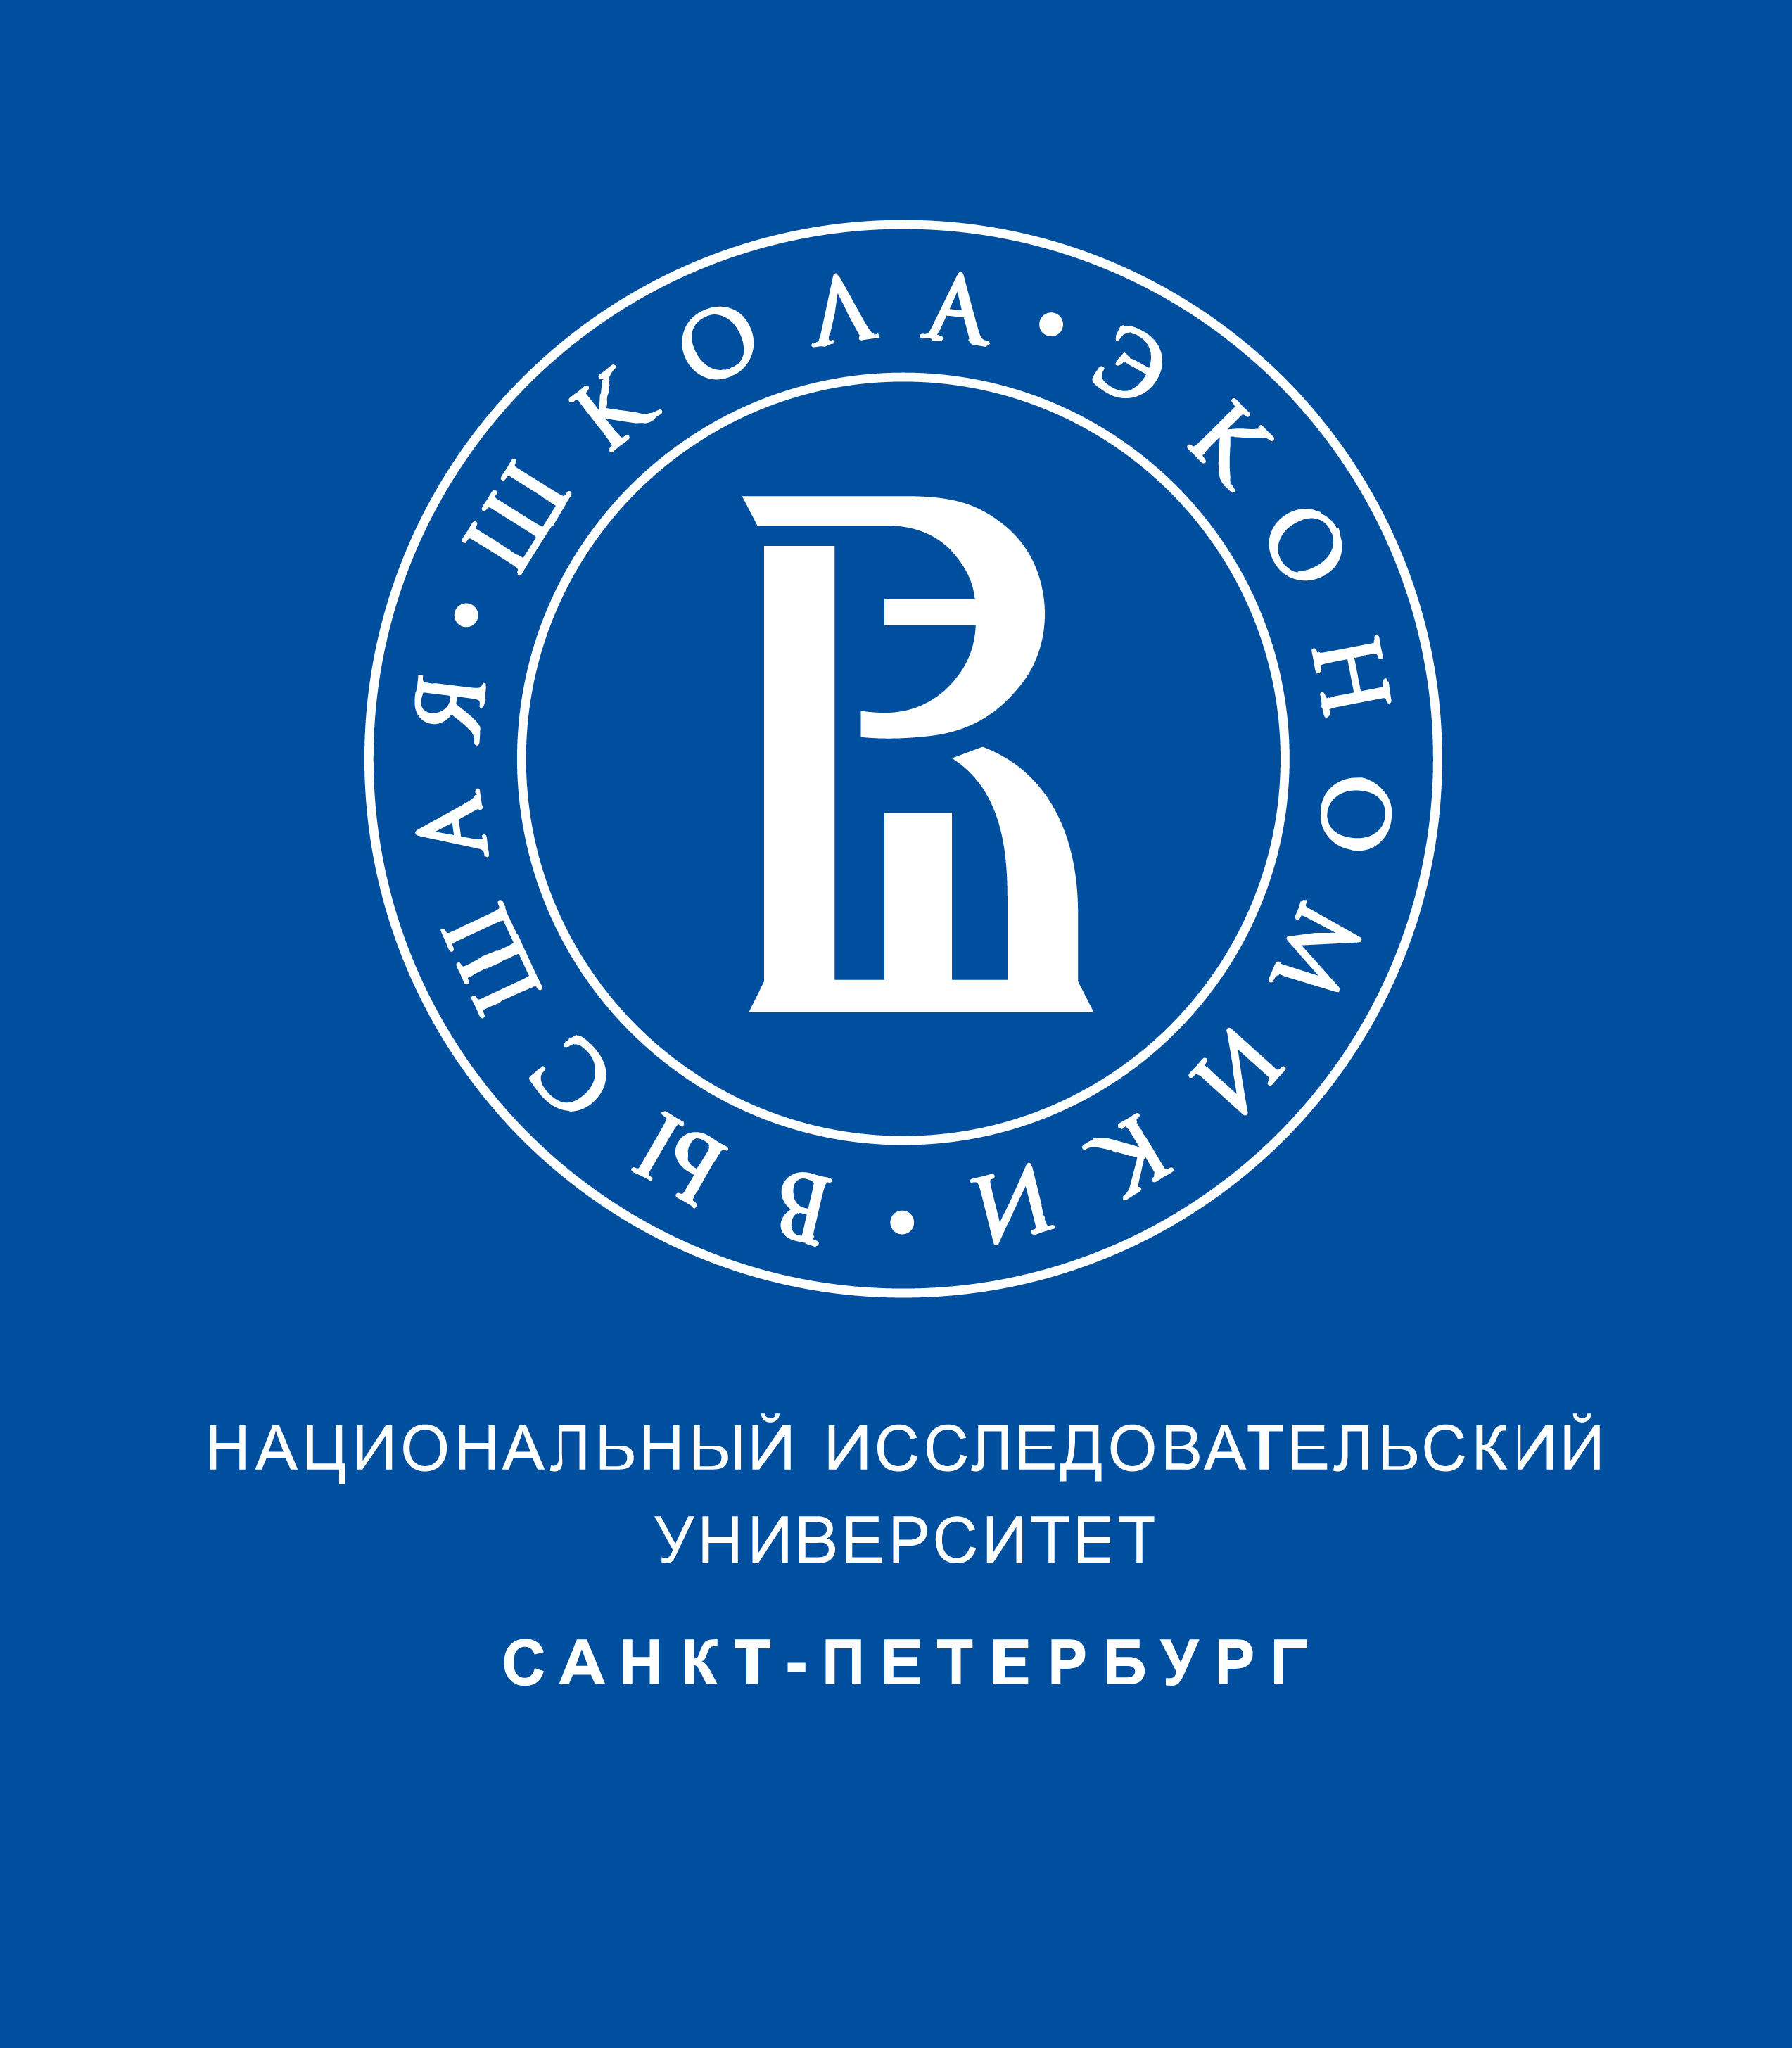 ВЫСШАЯ • ШКОЛА • ЭКОНОМИКИ •
НАЦИОНАЛЬНЫЙ ИССЛЕДОВАТЕЛЬСКИЙ
УНИВЕРСИТЕТ
САНКТ-ПЕТЕРБУРГ